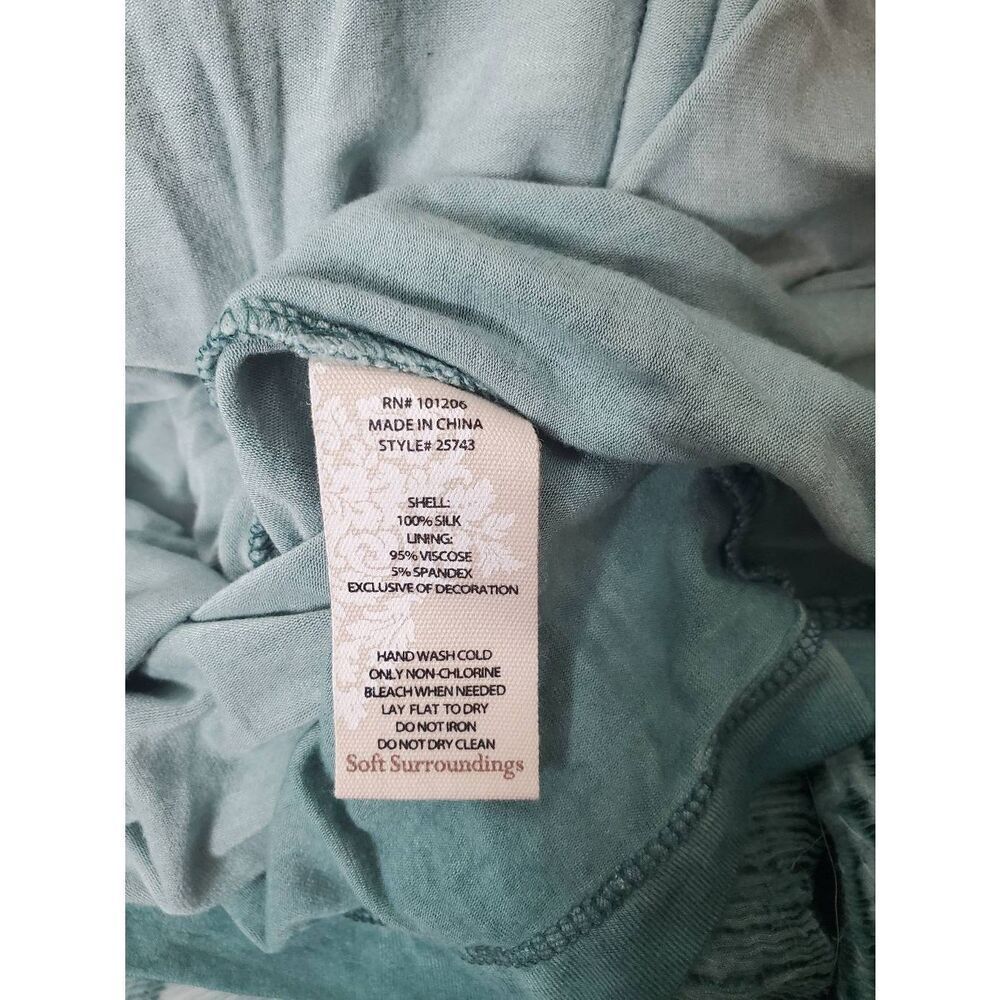 RN# 101206
MADE IN CHINA
STYLE# 25743
SHELL:
100% SILK
LINING:
95% VISCOSE
5% SPANDEX
EXCLUSIVE OF DECORATION
HAND WASH COLD
ONLY NON-CHLORINE
BLEACH WHEN NEEDED
LAY FLAT TO DRY
DO NOT IRON
DO NOT DRY CLEAN
Soft Surroundings